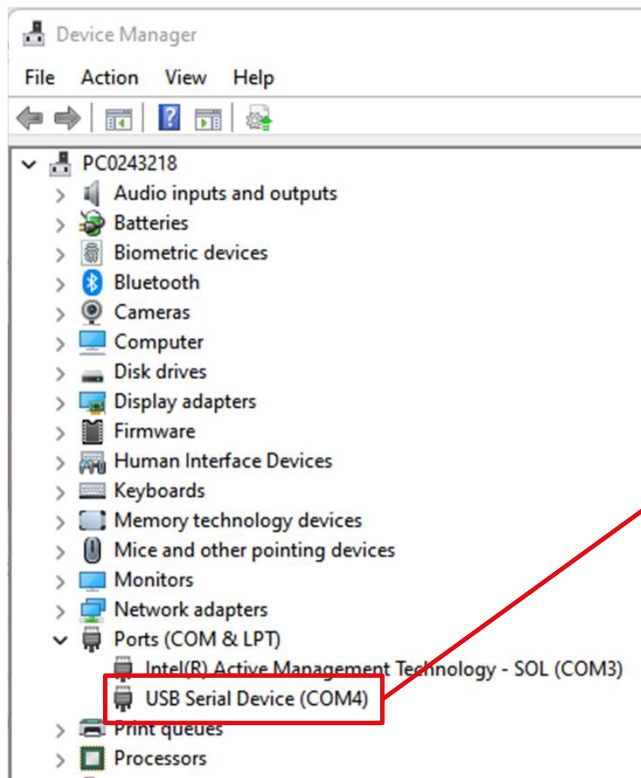 Device Manager
File Action View Help
PC0243218
Audio inputs and outputs
Batteries
Biometric devices
Bluetooth
Cameras
Computer
Disk drives
Display adapters
Firmware
Human Interface Devices
Keyboards
Memory technology devices
Mice and other pointing devices
Monitors
Network adapters
Ports (COM & LPT)
Intel(R) Active Management Technology - SOL (COM3)
USB Serial Device (COM4)
Print queues
Processors